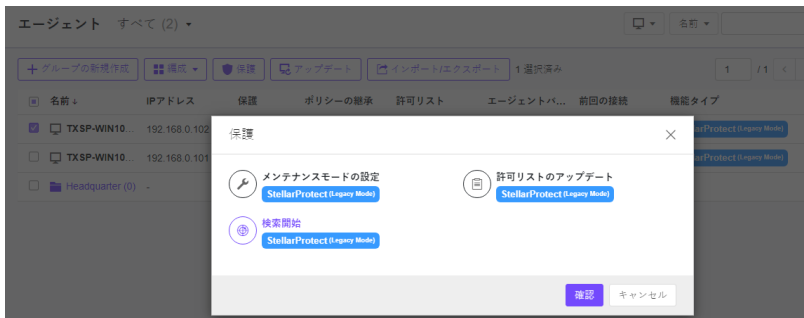 エージェント すべて (2)
名前
グループの新規作成 構成 保護 アップデート インポート/エクスポート 1 選択済み 1 / 1
名前 IPアドレス 保護 ポリシーの継承 許可リスト エージェントバ... 前回の接続 機能タイプ
TXSP-WIN10... 192.168.0.102 arProtect (Legacy Mode)
TXSP-WIN10... 192.168.0.101 arProtect (Legacy Mode)
Headquarter (0) -
保護
メンテナンスモードの設定
StellarProtect (Legacy Mode)
許可リストのアップデート
StellarProtect (Legacy Mode)
検索開始
StellarProtect (Legacy Mode)
確認 キャンセル